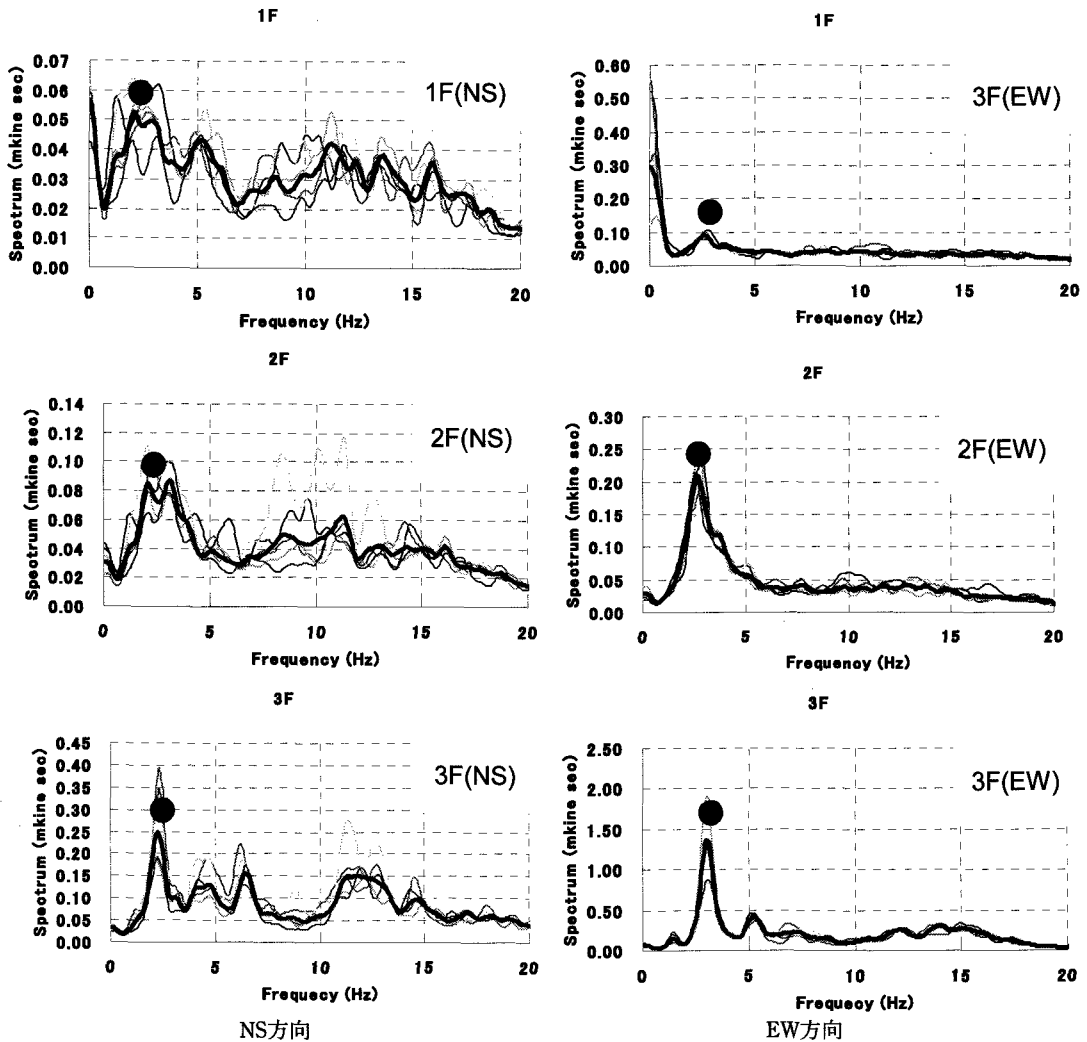 1F
0.07
0.06
0.05
0.04
0.03
0.02
0.01
0.00
Spectrum (mkine sec)
1F(NS)
0 5 10 15 20
Frequency (Hz)
1F
0.60
0.50
0.40
0.30
0.20
0.10
0.00
Spectrum (mkine sec)
3F(EW)
0 5 10 15 20
Frequency (Hz)
2F
0.14
0.12
0.10
0.08
0.06
0.04
0.02
0.00
Spectrum (mkine sec)
2F(NS)
0 5 10 15 20
Frequency (Hz)
2F
0.30
0.25
0.20
0.15
0.10
0.05
0.00
Spectrum (mkine sec)
2F(EW)
0 5 10 15 20
Frequency (Hz)
3F
0.45
0.40
0.35
0.30
0.25
0.20
0.15
0.10
0.05
0.00
Spectrum (mkine sec)
3F(NS)
0 5 10 15 20
Frequecy (Hz)
NS方向
3F
2.50
2.00
1.50
1.00
0.50
0.00
Spectrum (mkine sec)
3F(EW)
0 5 10 15 20
Frequency (Hz)
EW方向